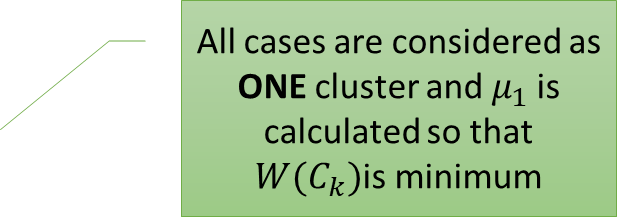 All cases are considered as
ONE cluster and μ₁ is
calculated so that
W(Cₖ)is minimum